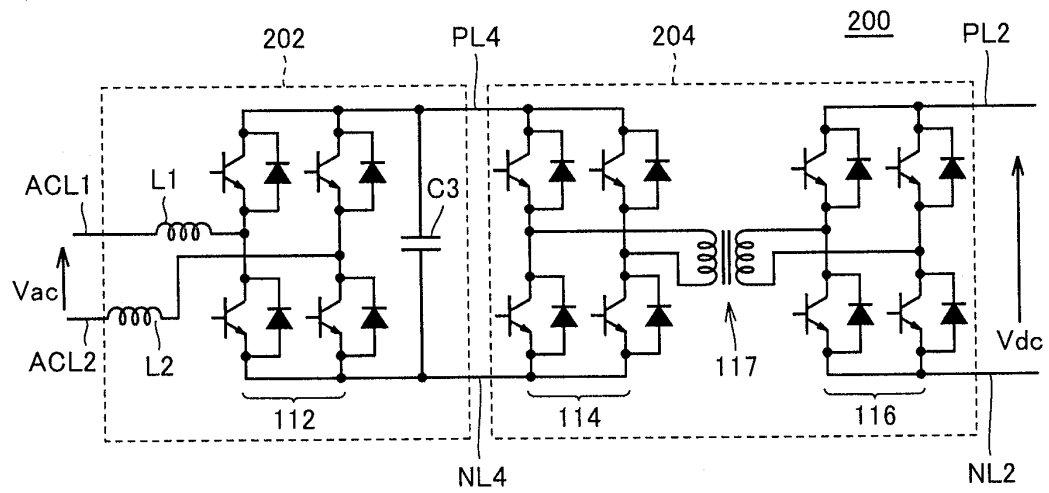 202
PL4
204
200
PL2
ACL1
L1
C3
Vac
ACL2
L2
117
Vdc
112
114
116
NL4
NL2